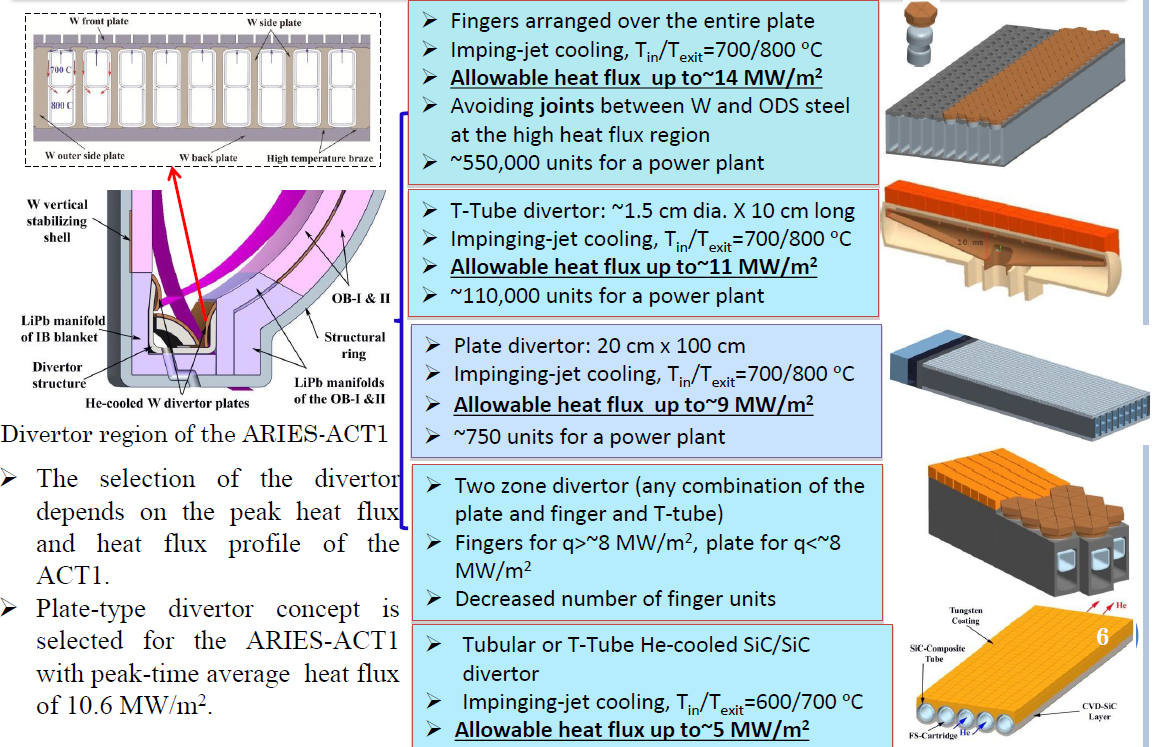 W front plate
W side plate
700 C
800 C
W outer side plate
W back plate
High temperature braze
W vertical
stabilizing
shell
OB-I & II
LiPb manifold
of IB blanket
Structural
ring
Divertor
structure
LiPb manifolds
of the OB-I &II
He-cooled W divertor plates
Divertor region of the ARIES-ACT1
➢ The selection of the divertor
depends on the peak heat flux
and heat flux profile of the
ACT1.
➢ Plate-type divertor concept is
selected for the ARIES-ACT1
with peak-time average heat flux
of 10.6 MW/m².
➢ Fingers arranged over the entire plate
➢ Imping-jet cooling, Tin/Texit=700/800 °C
➢ Allowable heat flux up to~14 MW/m²
➢ Avoiding joints between W and ODS steel
at the high heat flux region
➢ ~550,000 units for a power plant
➢ T-Tube divertor: ~1.5 cm dia. X 10 cm long
➢ Impinging-jet cooling, Tin/Texit=700/800 °C
➢ Allowable heat flux up to~11 MW/m²
➢ ~110,000 units for a power plant
10 mm
➢ Plate divertor: 20 cm x 100 cm
➢ Impinging-jet cooling, Tin/Texit=700/800 °C
➢ Allowable heat flux up to~9 MW/m²
➢ ~750 units for a power plant
➢ Two zone divertor (any combination of the
plate and finger and T-tube)
➢ Fingers for q>~8 MW/m², plate for q<~8
MW/m²
➢ Decreased number of finger units
➢ Tubular or T-Tube He-cooled SiC/SiC
divertor
➢ Impinging-jet cooling, Tin/Texit=600/700 °C
➢ Allowable heat flux up to~5 MW/m²
He
Tungsten
Coating
6
SiC-Composite
Tube
CVD-SiC
Layer
FS-Cartridge
He